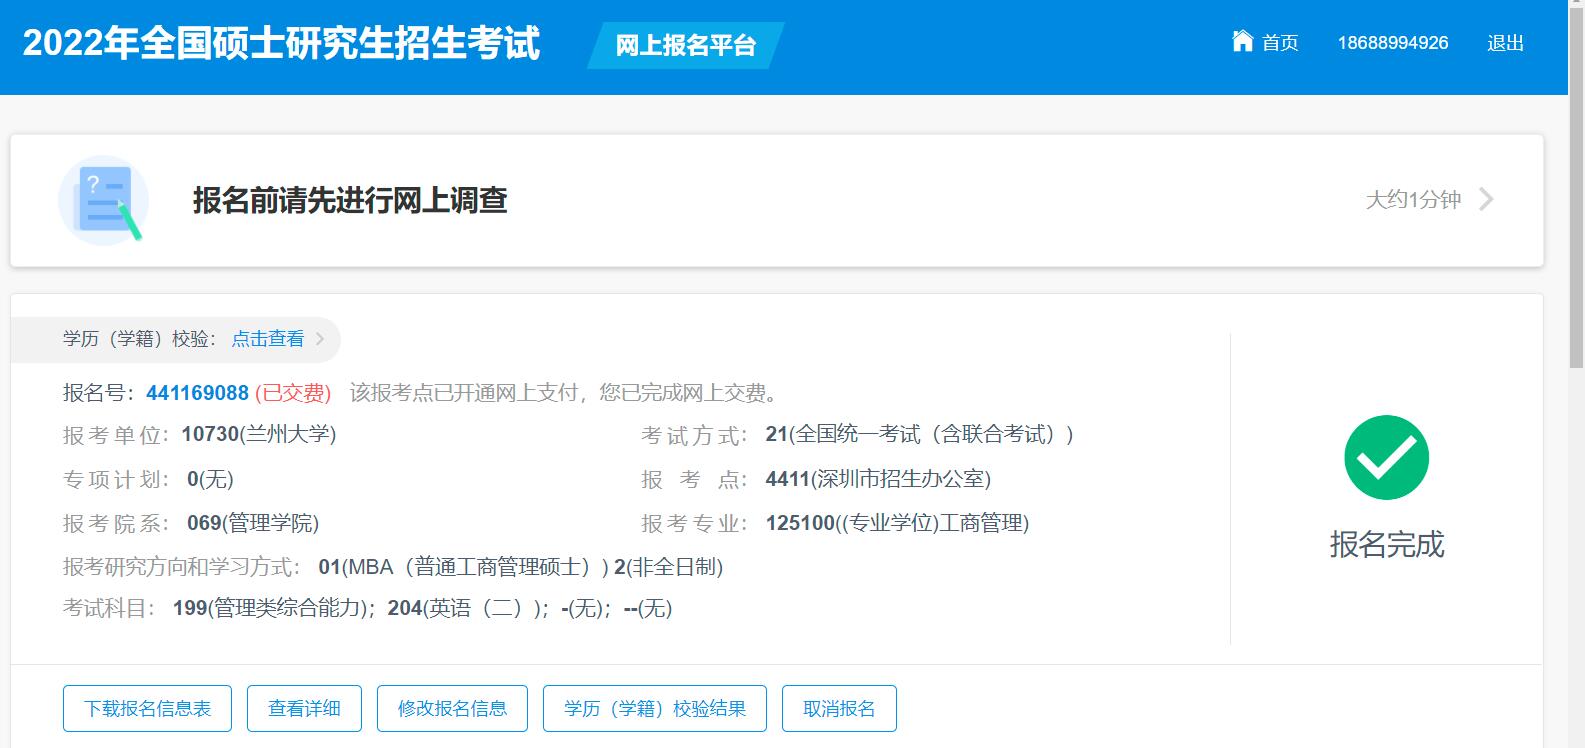 2022年全国硕士研究生招生考试 网上报名平台 首页 18688994926 退出
?
报名前请先进行网上调查 大约1分钟
学历（学籍）校验： 点击查看
报名号：441169088 (已交费) 该报考点已开通网上支付，您已完成网上交费。
报考单位：10730(兰州大学) 考试方式：21(全国统一考试（含联合考试）)
专项计划：0(无) 报考点：4411(深圳市招生办公室)
报考院系：069(管理学院) 报考专业：125100((专业学位)工商管理)
报考研究方向和学习方式：01(MBA（普通工商管理硕士）) 2(非全日制)
考试科目：199(管理类综合能力)；204(英语（二）)；-(无)；--(无)
报名完成
下载报名信息表 查看详细 修改报名信息 学历（学籍）校验结果 取消报名